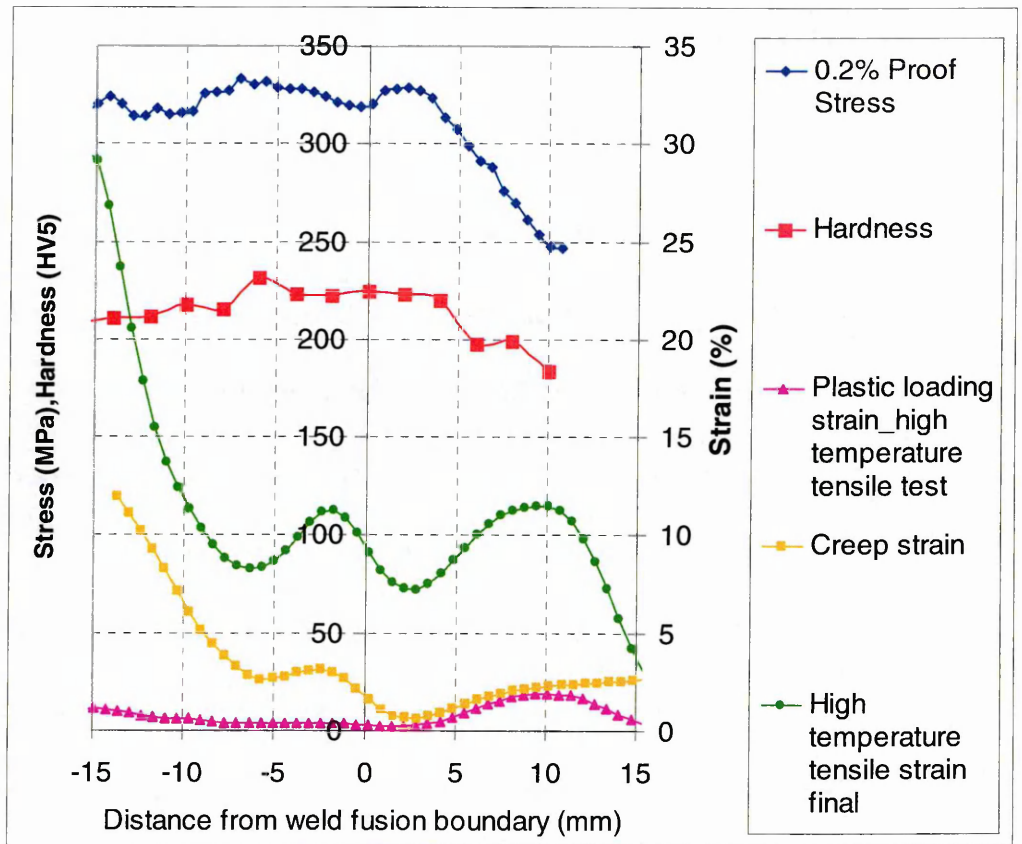 350
300
250
200
150
100
50
0
35
30
25
20
15
10
5
0
-15 -10 -5 0 5 10 15
Stress (MPa),Hardness (HV5)
Strain (%)
Distance from weld fusion boundary (mm)
0.2% Proof
Stress
Hardness
Plastic loading
strain_high
temperature
tensile test
Creep strain
High
temperature
tensile strain
final